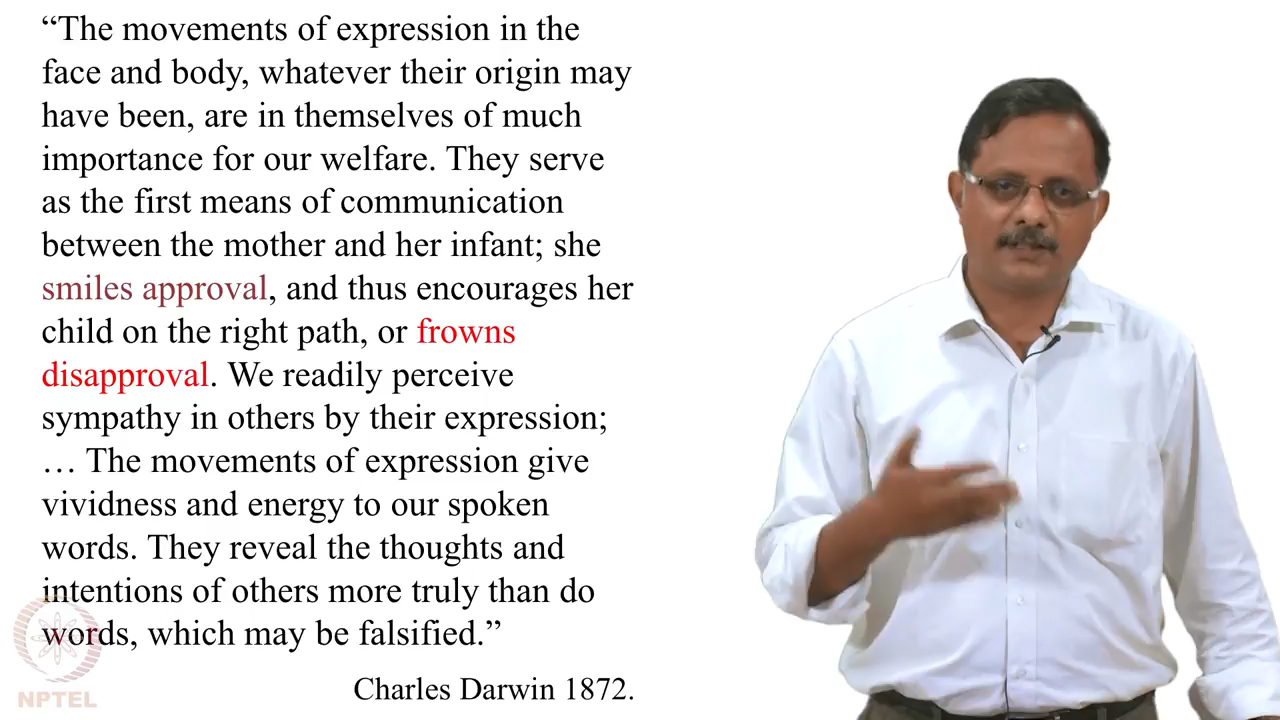 “The movements of expression in the
face and body, whatever their origin may
have been, are in themselves of much
importance for our welfare. They serve
as the first means of communication
between the mother and her infant; she
smiles approval, and thus encourages her
child on the right path, or frowns
disapproval. We readily perceive
sympathy in others by their expression;
… The movements of expression give
vividness and energy to our spoken
words. They reveal the thoughts and
intentions of others more truly than do
words, which may be falsified.”
Charles Darwin 1872.
NPTEL